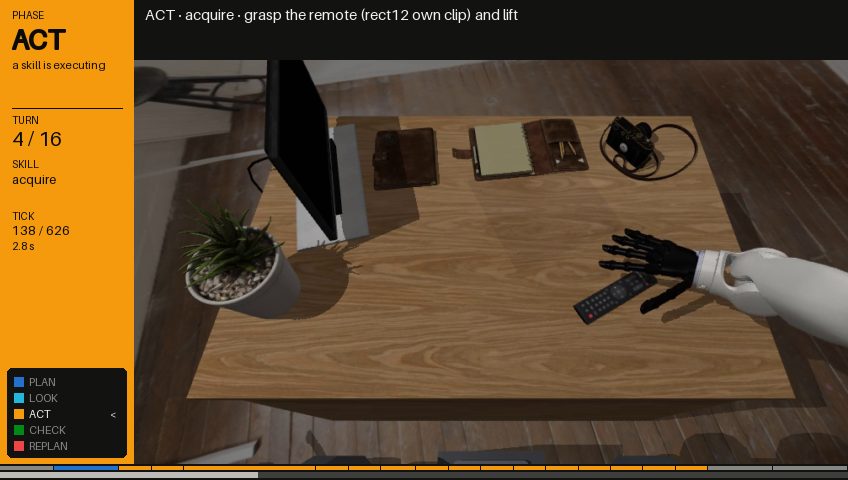 PHASE
ACT
a skill is executing
TURN
4 / 16
SKILL
acquire
TICK
138 / 626
2.8 s
PLAN
LOOK
ACT <
CHECK
REPLAN
ACT · acquire · grasp the remote (rect12 own clip) and lift